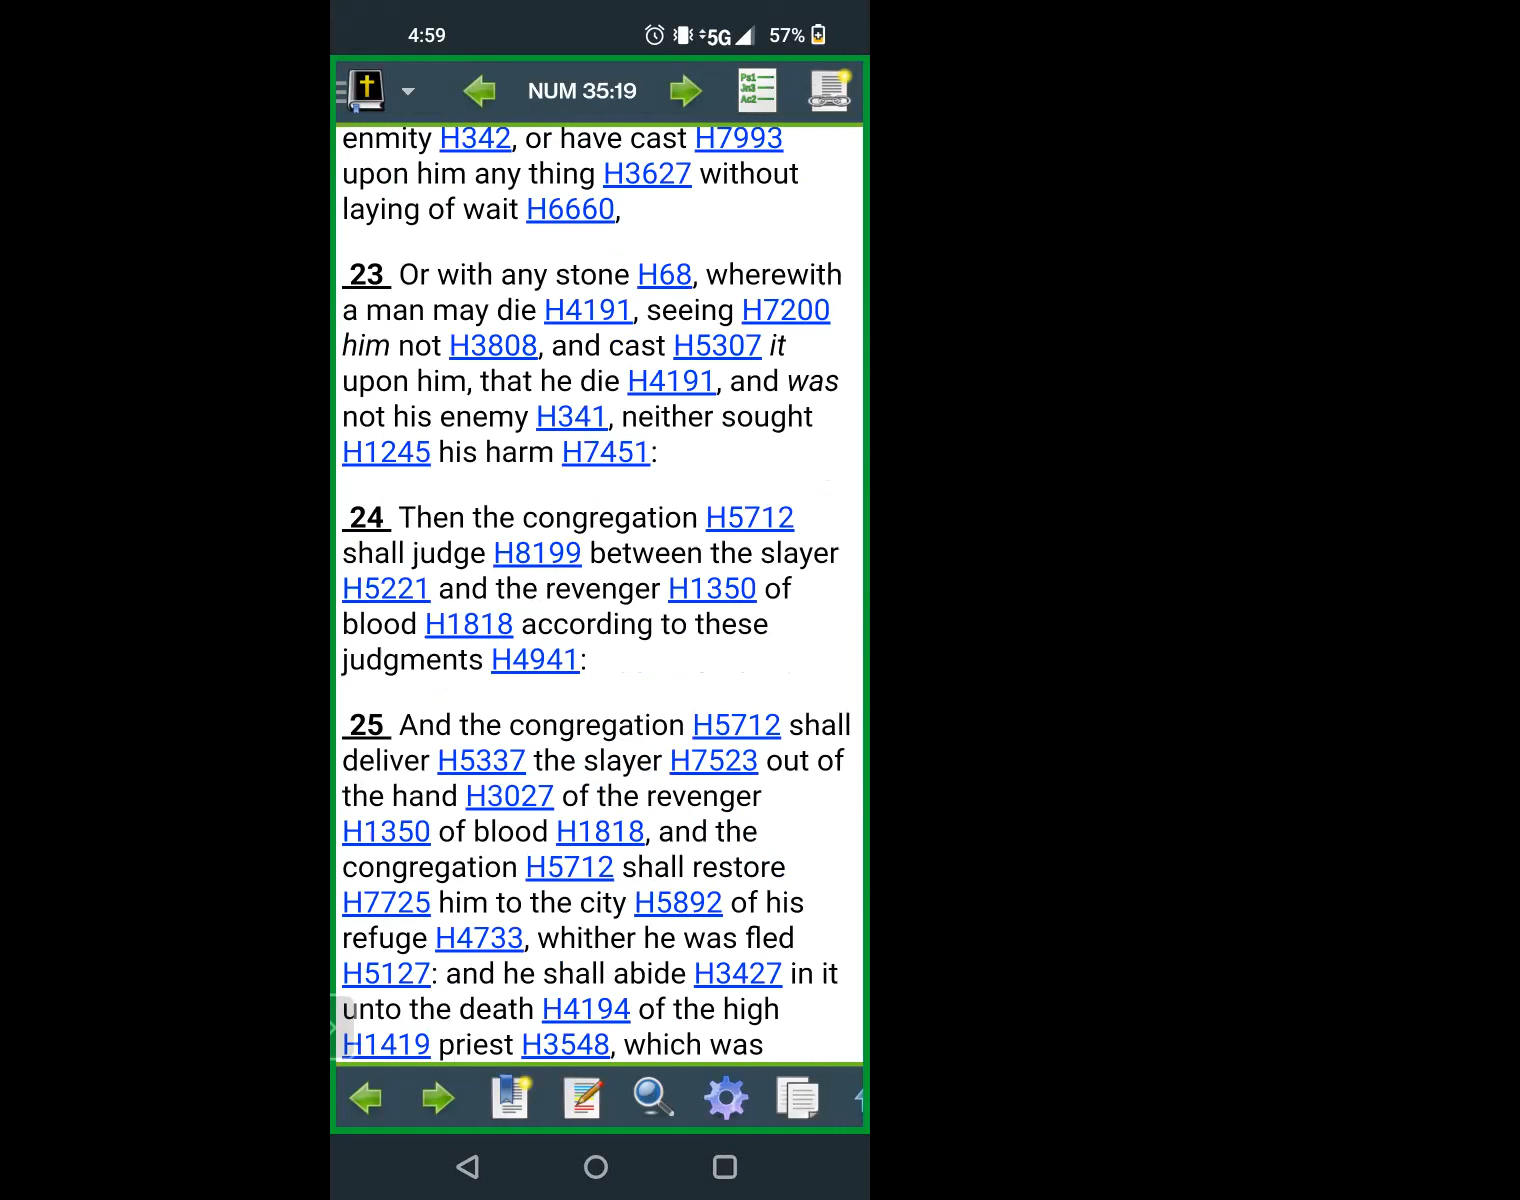 4:59 5G 57%
NUM 35:19
Ps1
Jn3
Ac2
enmity H342, or have cast H7993
upon him any thing H3627 without
laying of wait H6660,
23 Or with any stone H68, wherewith
a man may die H4191, seeing H7200
him not H3808, and cast H5307 it
upon him, that he die H4191, and was
not his enemy H341, neither sought
H1245 his harm H7451:
24 Then the congregation H5712
shall judge H8199 between the slayer
H5221 and the revenger H1350 of
blood H1818 according to these
judgments H4941:
25 And the congregation H5712 shall
deliver H5337 the slayer H7523 out of
the hand H3027 of the revenger
H1350 of blood H1818, and the
congregation H5712 shall restore
H7725 him to the city H5892 of his
refuge H4733, whither he was fled
H5127: and he shall abide H3427 in it
unto the death H4194 of the high
H1419 priest H3548, which was